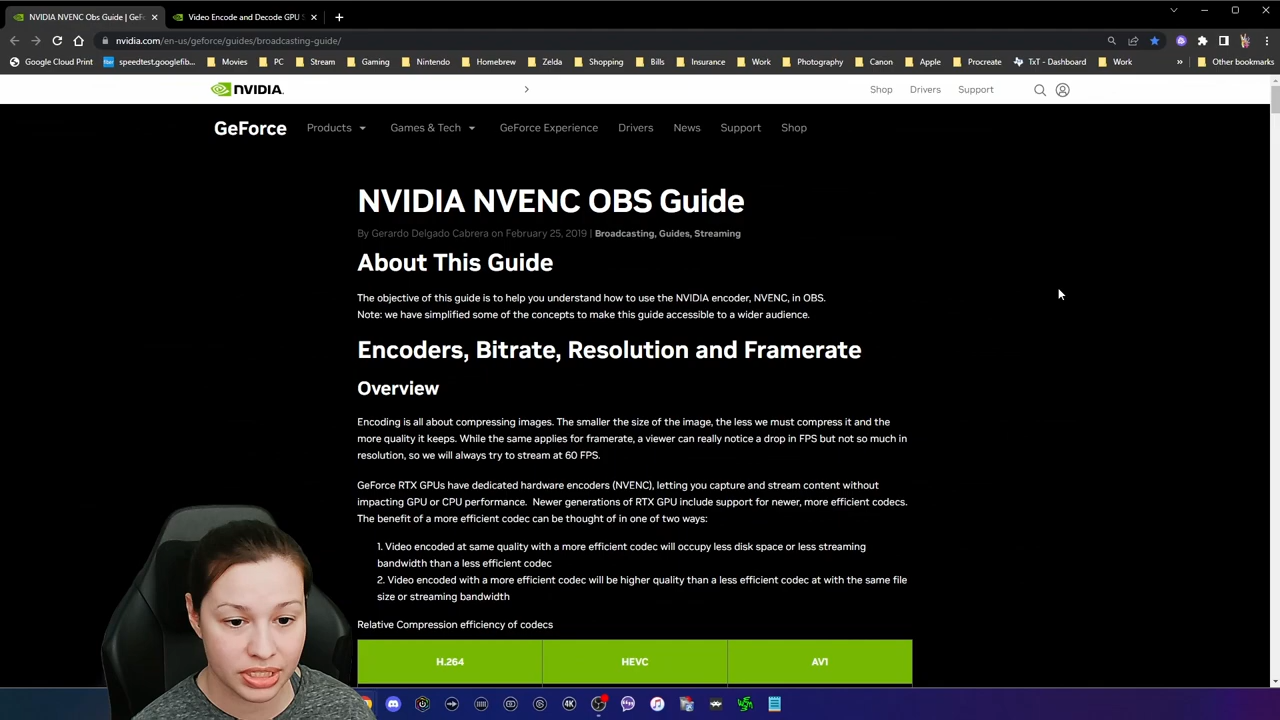 NVIDIA NVENC Obs Guide | GeF
Video Encode and Decode GPU S
nvidia.com/en-us/geforce/guides/broadcasting-guide/
Google Cloud Print
speedtest.googlefib...
Movies
PC
Stream
Gaming
Nintendo
Homebrew
Zelda
Shopping
Bills
Insurance
Work
Photography
Canon
Apple
Procreate
TxT - Dashboard
Work
»
Other bookmarks
NVIDIA.
Shop
Drivers
Support
GeForce
Products
Games & Tech
GeForce Experience
Drivers
News
Support
Shop
NVIDIA NVENC OBS Guide
By Gerardo Delgado Cabrera on February 25, 2019 | Broadcasting, Guides, Streaming
About This Guide
The objective of this guide is to help you understand how to use the NVIDIA encoder, NVENC, in OBS.
Note: we have simplified some of the concepts to make this guide accessible to a wider audience.
Encoders, Bitrate, Resolution and Framerate
Overview
Encoding is all about compressing images. The smaller the size of the image, the less we must compress it and the
more quality it keeps. While the same applies for framerate, a viewer can really notice a drop in FPS but not so much in
resolution, so we will always try to stream at 60 FPS.
GeForce RTX GPUs have dedicated hardware encoders (NVENC), letting you capture and stream content without
impacting GPU or CPU performance. Newer generations of RTX GPU include support for newer, more efficient codecs.
The benefit of a more efficient codec can be thought of in one of two ways:
1. Video encoded at same quality with a more efficient codec will occupy less disk space or less streaming
bandwidth than a less efficient codec
2. Video encoded with a more efficient codec will be higher quality than a less efficient codec at with the same file
size or streaming bandwidth
Relative Compression efficiency of codecs
H.264
HEVC
AV1
4K